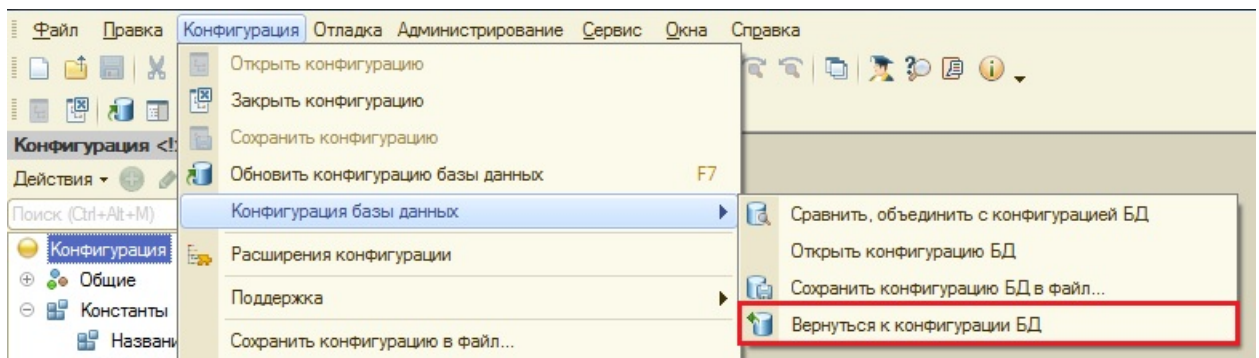 Файл Правка Конфигурация Отладка Администрирование Сервис Окна Справка
Открыть конфигурацию
Закрыть конфигурацию
Конфигурация <!
Сохранить конфигурацию
Действия
Обновить конфигурацию базы данных F7
Поиск (Ctrl+Alt+M)
Конфигурация базы данных
Сравнить, объединить с конфигурацией БД
Конфигурация
Расширения конфигурации
Открыть конфигурацию БД
Общие
Поддержка
Сохранить конфигурацию БД в файл...
Константы
Вернуться к конфигурации БД
Названи
Сохранить конфигурацию в файл...